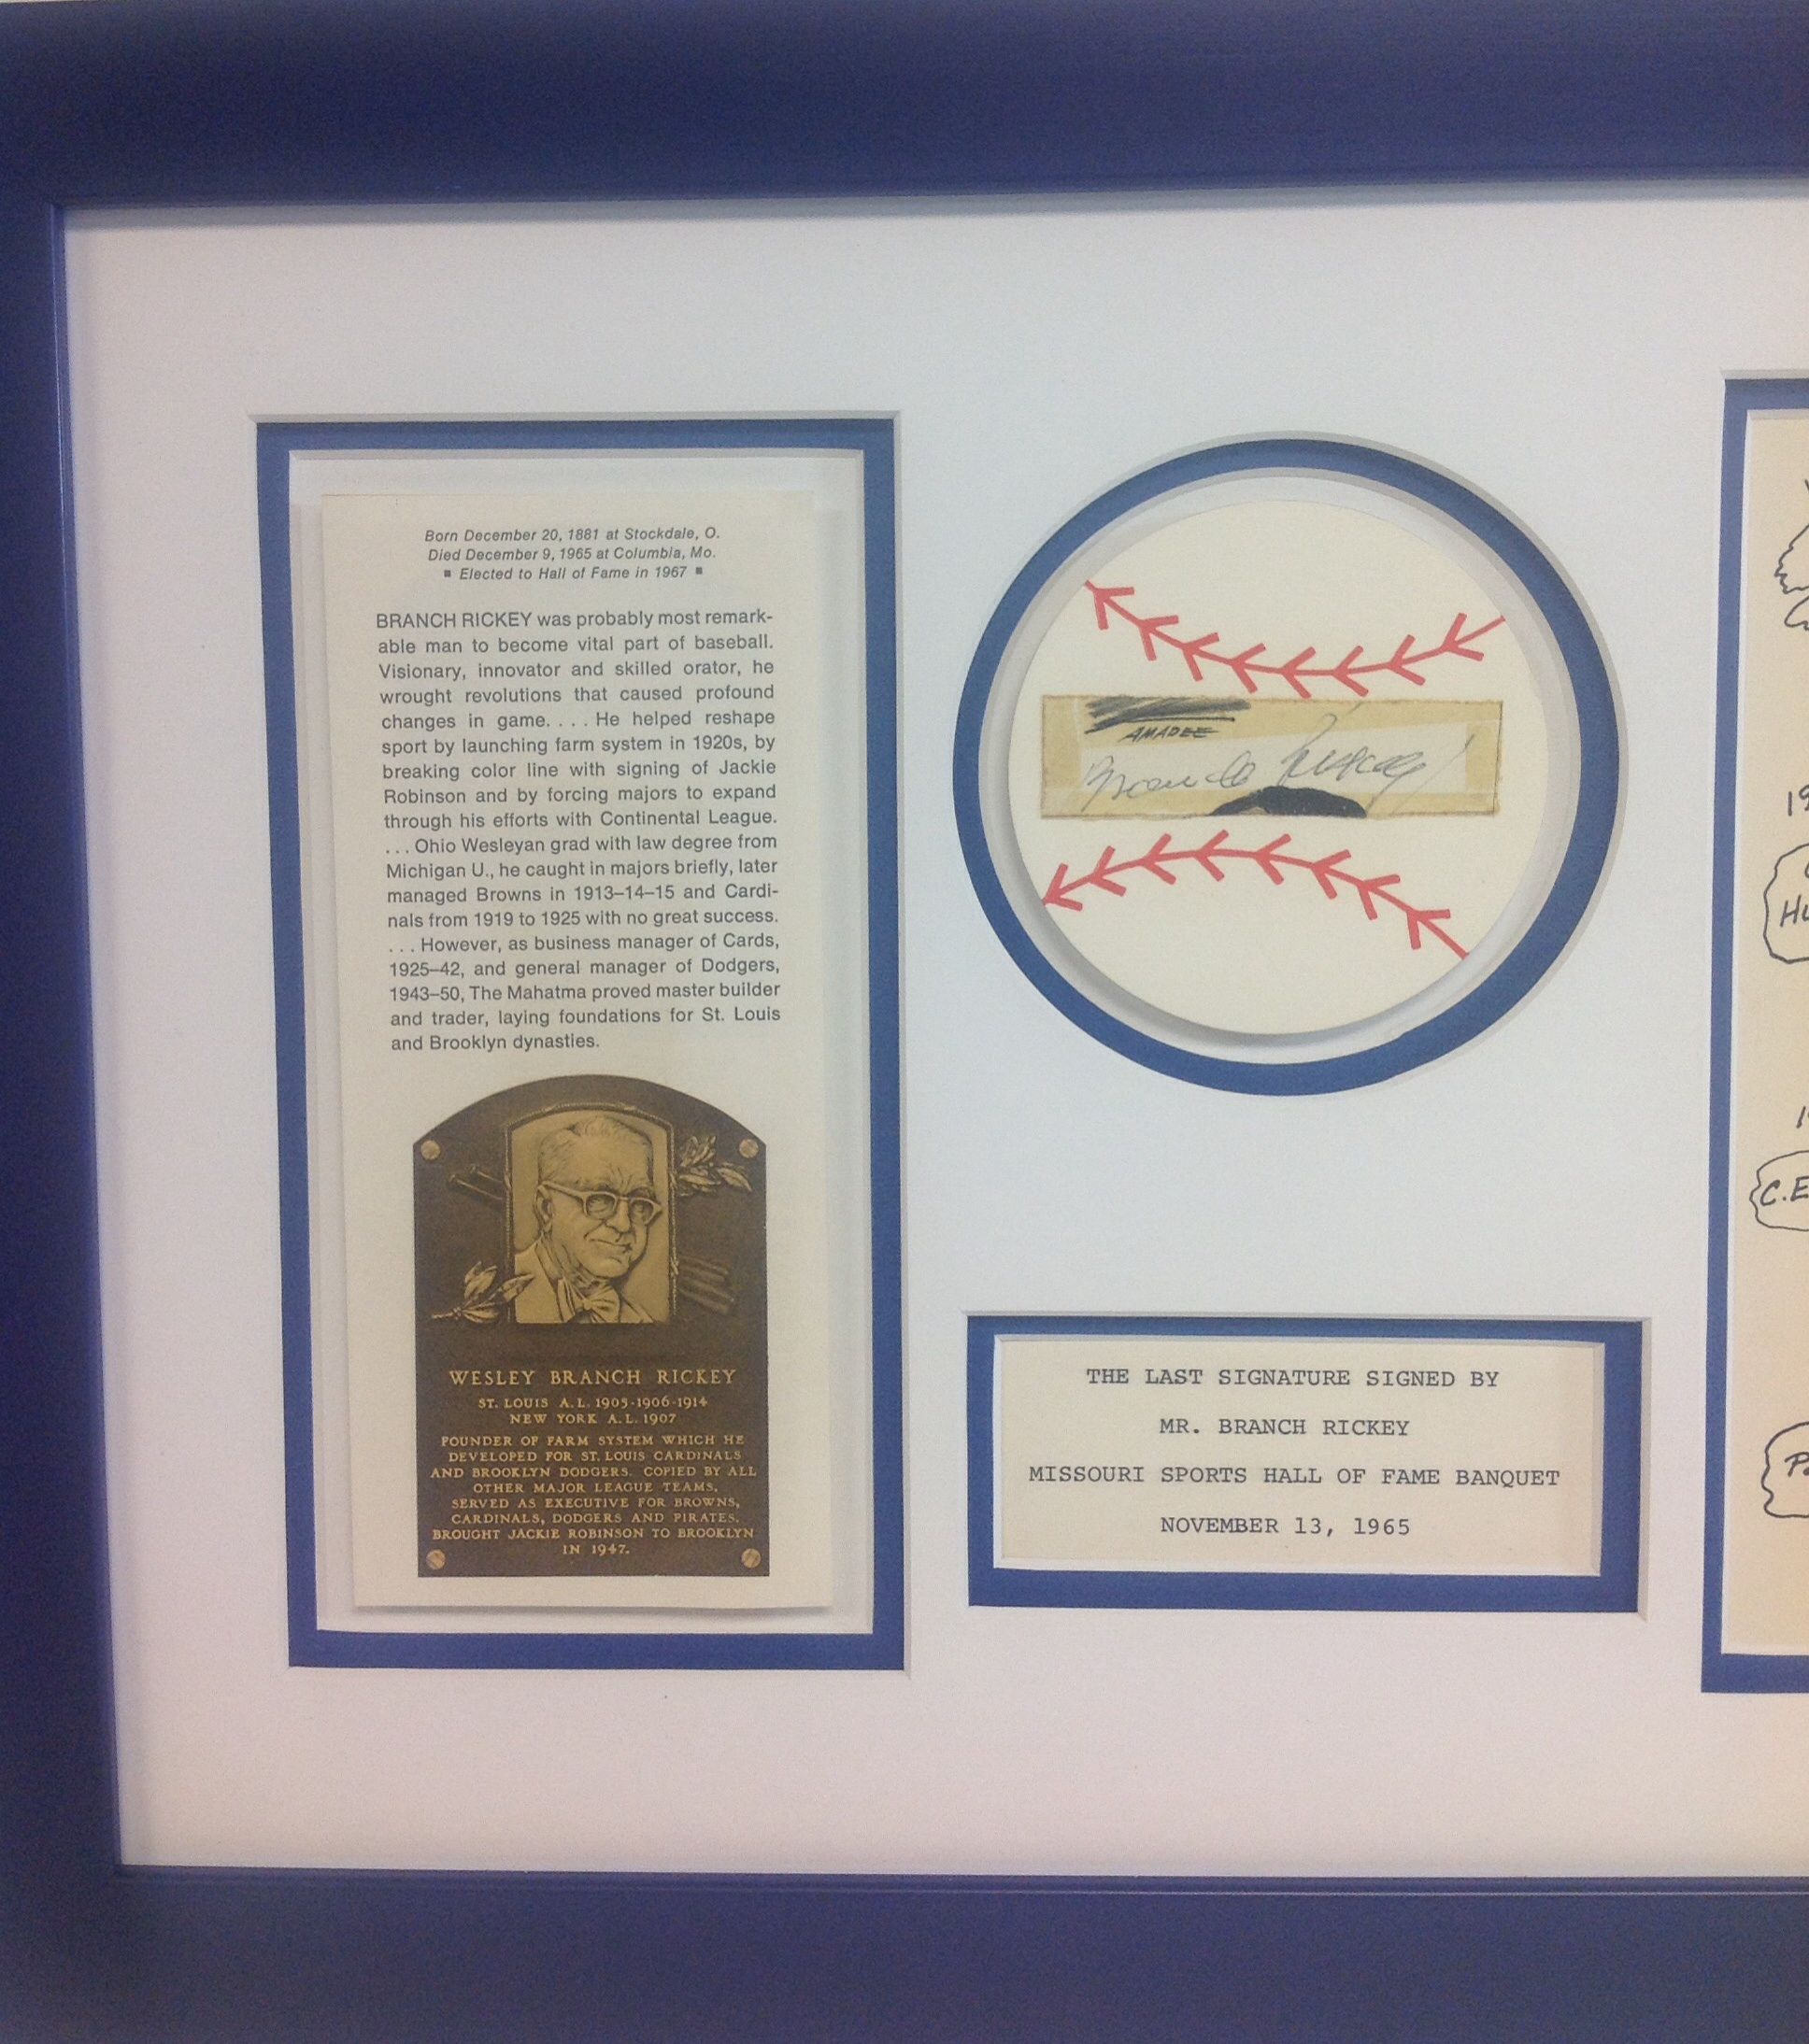 Born December 20, 1881 at Stockdale, O.
Died December 9, 1965 at Columbia, Mo.
▪ Elected to Hall of Fame in 1967 ▪
BRANCH RICKEY was probably most remark-
able man to become vital part of baseball.
Visionary, innovator and skilled orator, he
wrought revolutions that caused profound
changes in game. . . . He helped reshape
sport by launching farm system in 1920s, by
breaking color line with signing of Jackie
Robinson and by forcing majors to expand
through his efforts with Continental League.
. . . Ohio Wesleyan grad with law degree from
Michigan U., he caught in majors briefly, later
managed Browns in 1913–14–15 and Cardi-
nals from 1919 to 1925 with no great success.
. . . However, as business manager of Cards,
1925–42, and general manager of Dodgers,
1943–50, The Mahatma proved master builder
and trader, laying foundations for St. Louis
and Brooklyn dynasties.
WESLEY BRANCH RICKEY
ST. LOUIS A.L. 1905-1906-1914
NEW YORK A.L. 1907
FOUNDER OF FARM SYSTEM WHICH HE
DEVELOPED FOR ST. LOUIS CARDINALS
AND BROOKLYN DODGERS. COPIED BY ALL
OTHER MAJOR LEAGUE TEAMS.
SERVED AS EXECUTIVE FOR BROWNS,
CARDINALS, DODGERS AND PIRATES.
BROUGHT JACKIE ROBINSON TO BROOKLYN
IN 1947.
AMADEE
Branch Rickey
THE LAST SIGNATURE SIGNED BY
MR. BRANCH RICKEY
MISSOURI SPORTS HALL OF FAME BANQUET
NOVEMBER 13, 1965
C.E